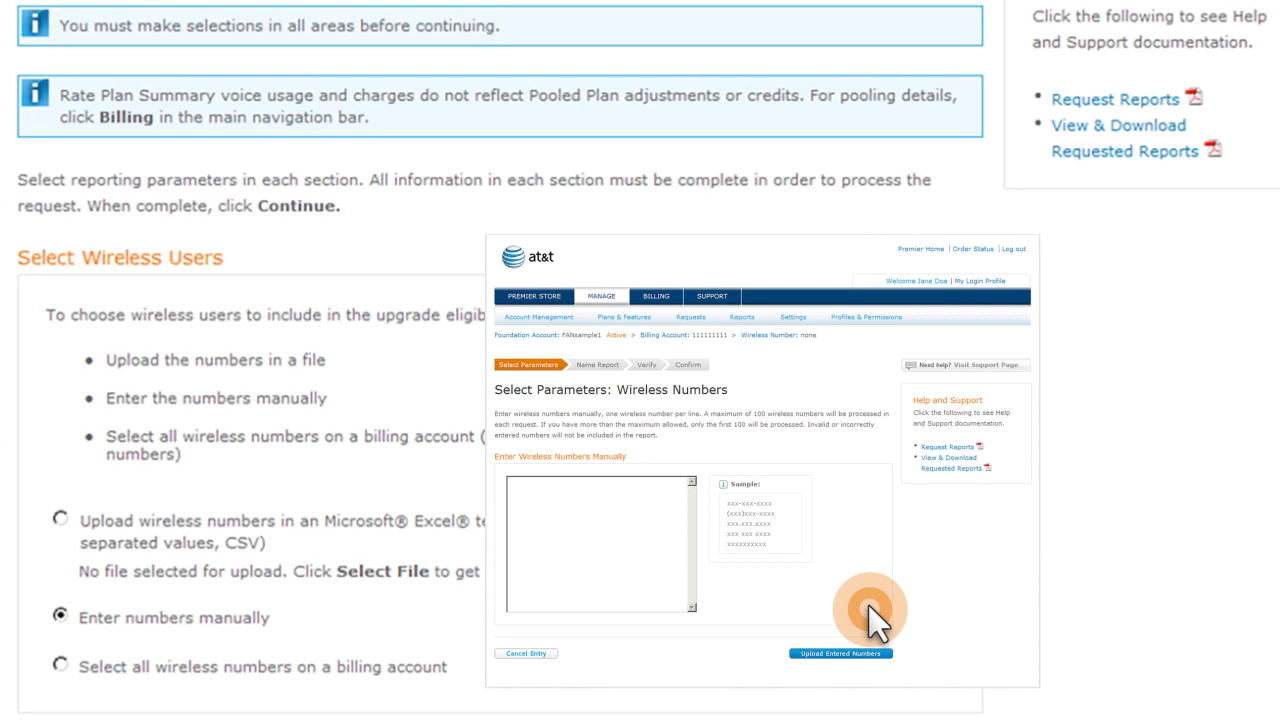 You must make selections in all areas before continuing.
Rate Plan Summary voice usage and charges do not reflect Pooled Plan adjustments or credits. For pooling details,
click Billing in the main navigation bar.
Click the following to see Help
and Support documentation.
• Request Reports
• View & Download
Requested Reports
Select reporting parameters in each section. All information in each section must be complete in order to process the
request. When complete, click Continue.
Select Wireless Users
To choose wireless users to include in the upgrade eligib
• Upload the numbers in a file
• Enter the numbers manually
• Select all wireless numbers on a billing account (
numbers)
Upload wireless numbers in an Microsoft® Excel® te
separated values, CSV)
No file selected for upload. Click Select File to get
Enter numbers manually
Select all wireless numbers on a billing account
at&t
Premier Home | Order Status | Log out
Welcome Jane Doe | My Login Profile
PREMIER STORE MANAGE BILLING SUPPORT
Account Management Plans & Features Requests Reports Settings Profiles & Permissions
Foundation Account: FANsample1 Active > Billing Account: 111111111 > Wireless Number: none
Select Parameters Name Report Verify Confirm
Need help? Visit Support Page
Select Parameters: Wireless Numbers
Enter wireless numbers manually, one wireless number per line. A maximum of 100 wireless numbers will be processed in
each request. If you have more than the maximum allowed, only the first 100 will be processed. Invalid or incorrectly
entered numbers will not be included in the report.
Enter Wireless Numbers Manually
Sample:
xxx-xxx-xxxx
(xxx)xxx-xxxx
xxx.xxx.xxxx
xxx xxx xxxx
xxxxxxxxxx
Help and Support
Click the following to see Help
and Support documentation.
• Request Reports
• View & Download
Requested Reports
Cancel Entry
Upload Entered Numbers